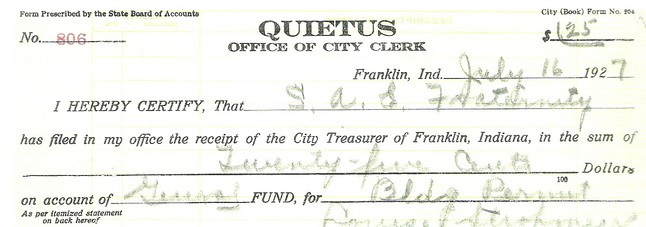 Form Prescribed by the State Board of Accounts
City (Book) Form No. 204
No. 806
QUIETUS
$ .25
OFFICE OF CITY CLERK
Franklin, Ind. July 16 1927
I HEREBY CERTIFY, That S. A. E. Fraternity
has filed in my office the receipt of the City Treasurer of Franklin, Indiana, in the sum of
Twenty-five Cents 100 Dollars
on account of General FUND, for Bldg Permit
As per itemized statement
on back hereof